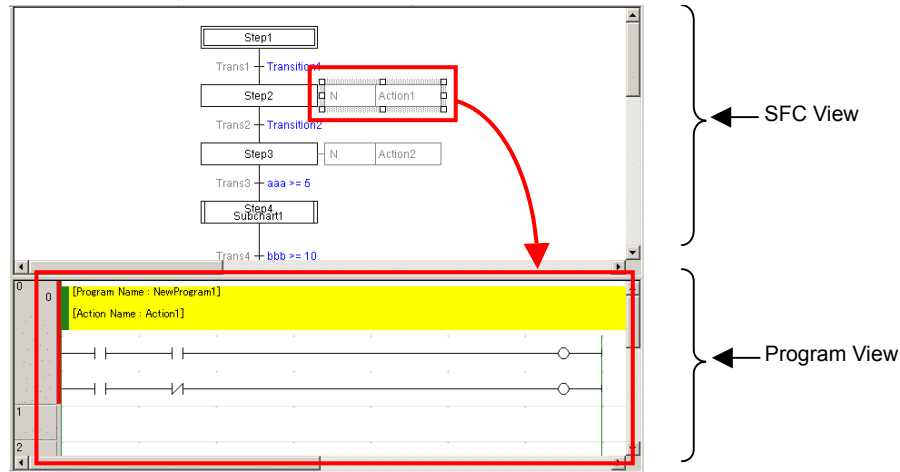 Step1
Trans1 Transition1
Step2 N Action1
Trans2 Transition2
Step3 N Action2
Trans3 aaa >= 5
Step4
Subchart1
Trans4 bbb >= 10
SFC View
0
0
[Program Name : NewProgram1]
[Action Name : Action1]
Program View
1
2